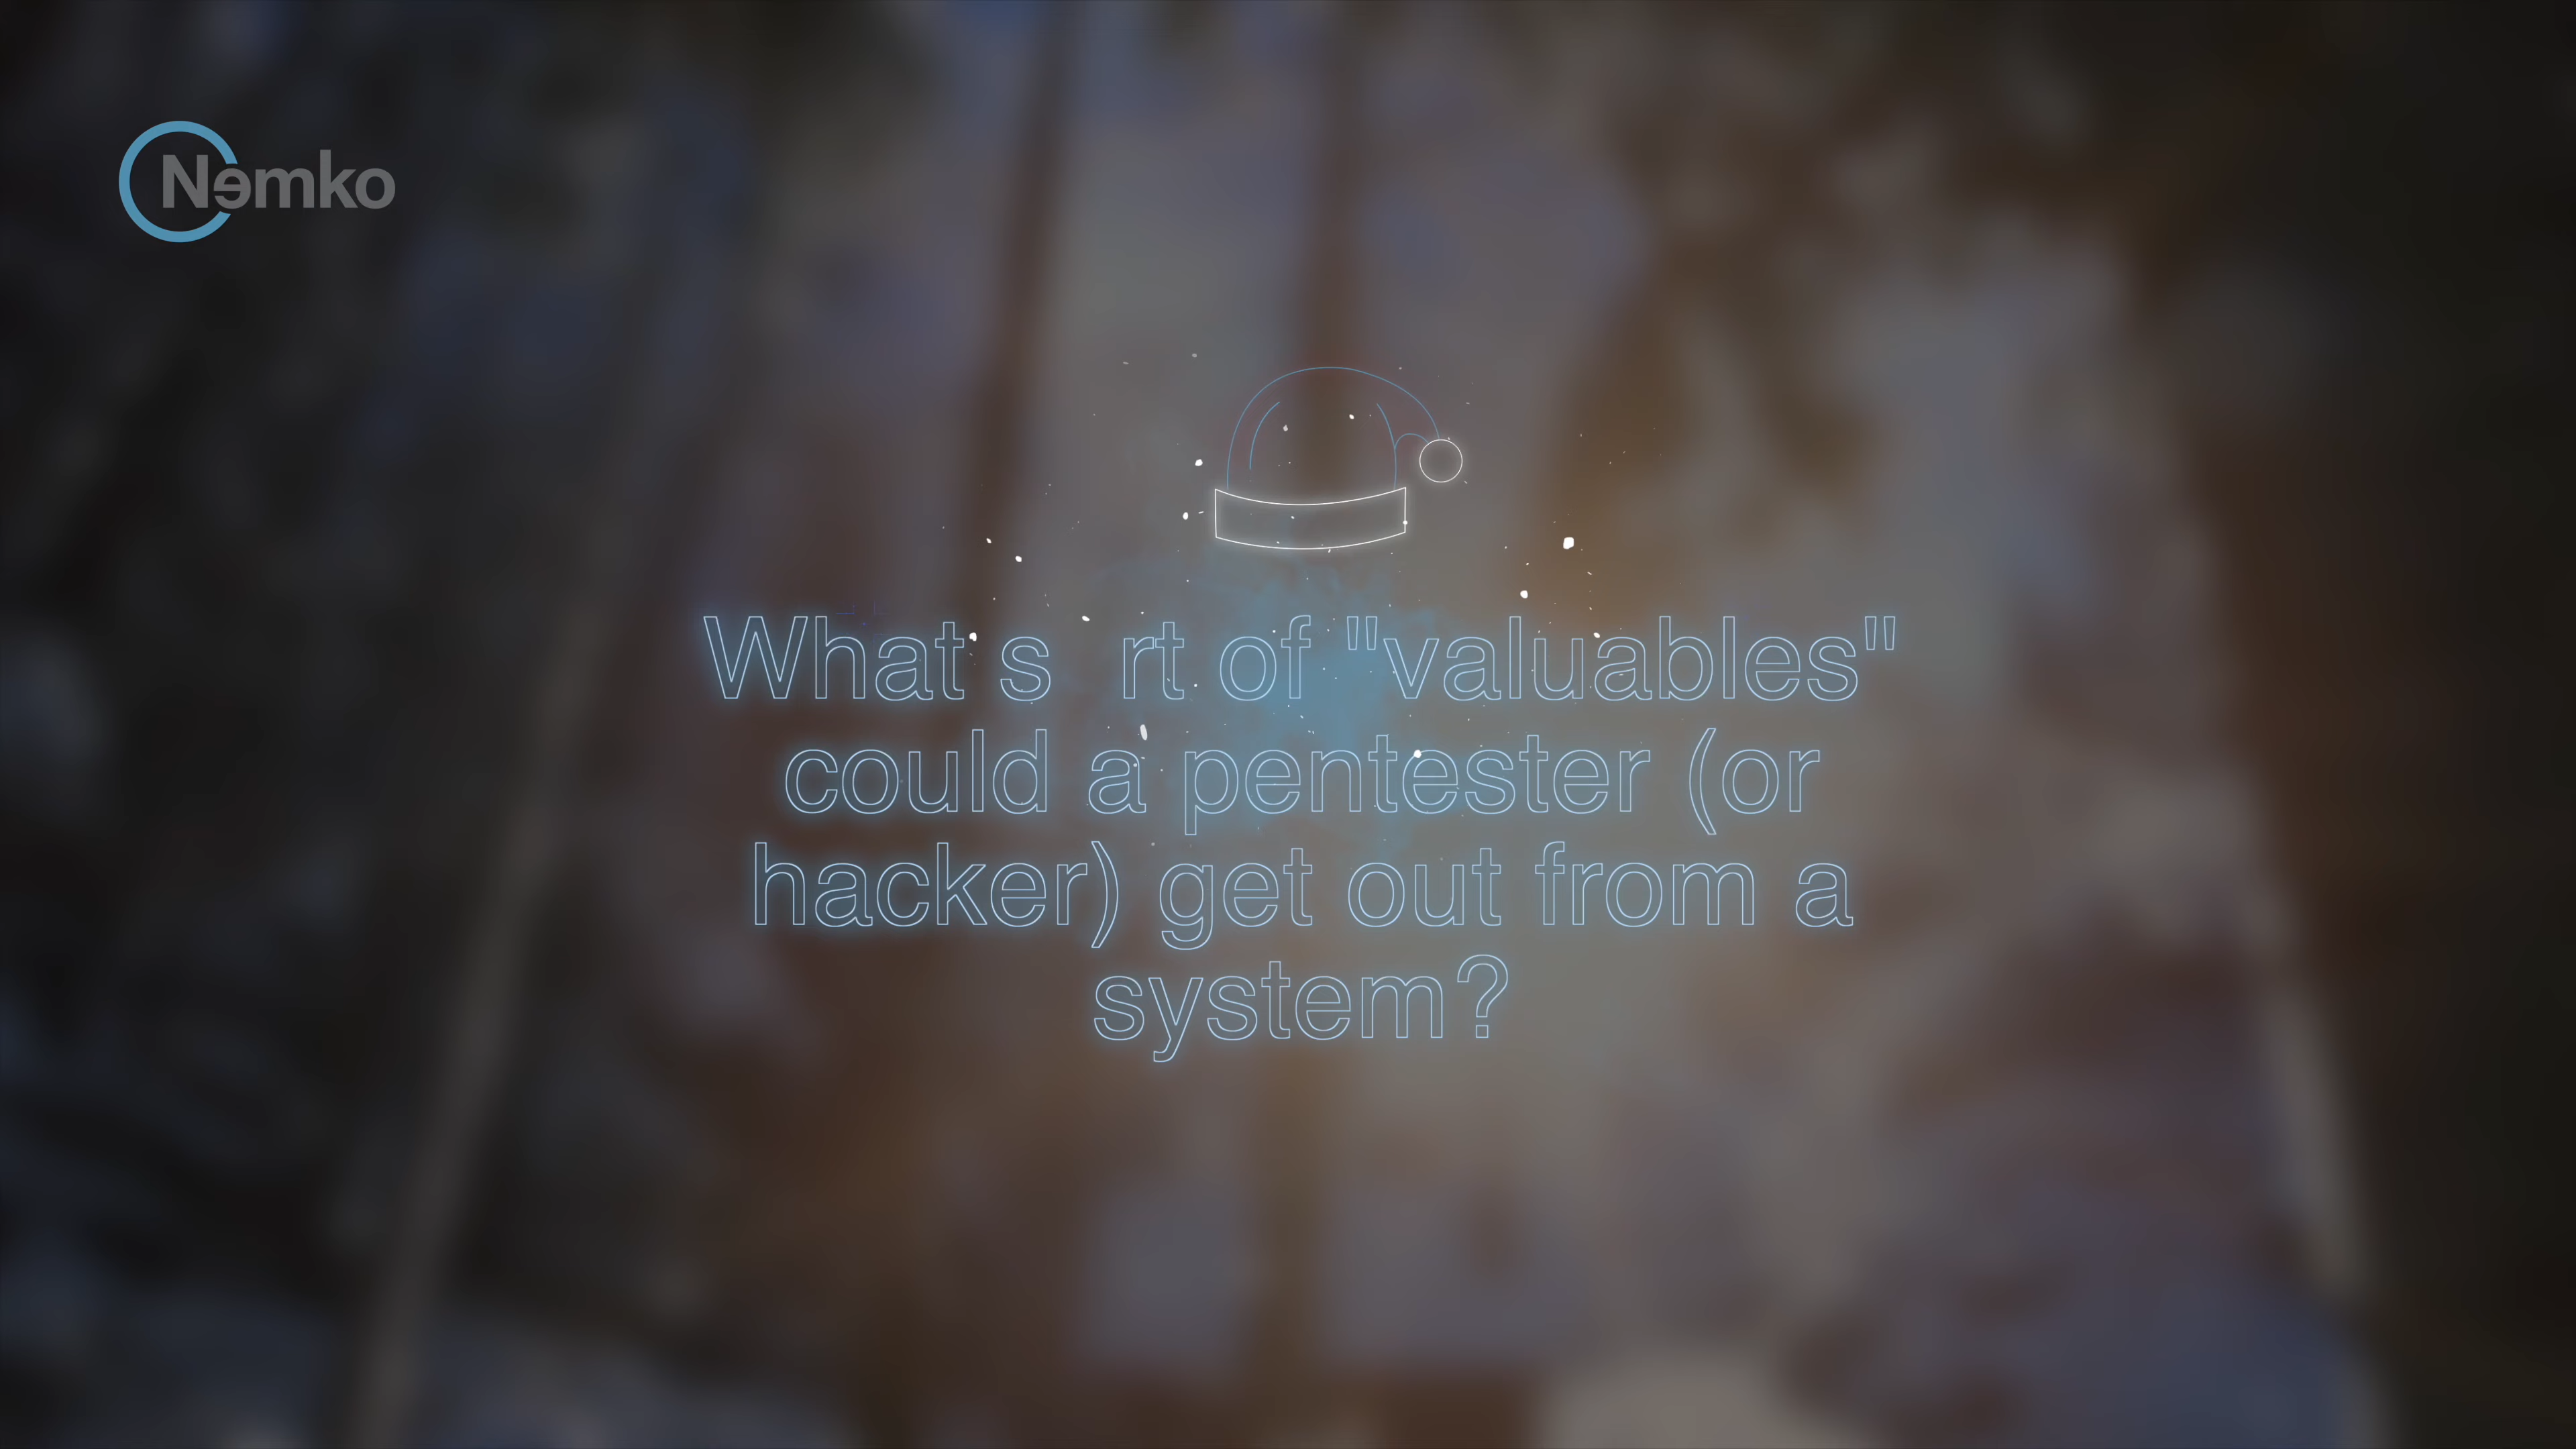 Nemko
What s rt of "valuables"
could a pentester (or
hacker) get out from a
system?